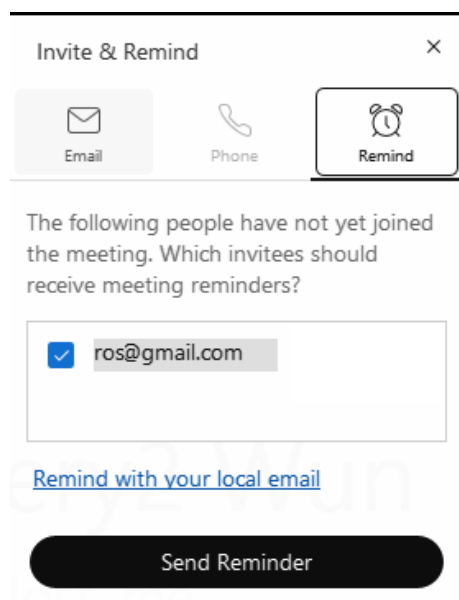 Invite & Remind
Email Phone Remind
The following people have not yet joined
the meeting. Which invitees should
receive meeting reminders?
ros@gmail.com
Remind with your local email
Send Reminder